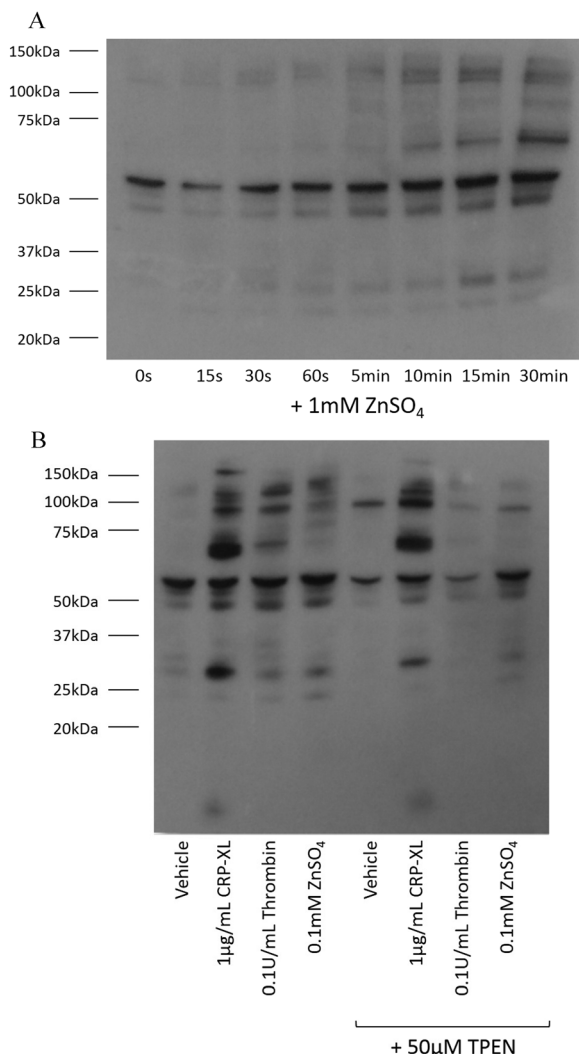 A
150kDa
100kDa
75kDa
50kDa
37kDa
25kDa
20kDa
0s 15s 30s 60s 5min 10min 15min 30min
+ 1mM ZnSO₄
B
150kDa
100kDa
75kDa
50kDa
37kDa
25kDa
20kDa
Vehicle
1µg/mL CRP-XL
0.1U/mL Thrombin
0.1mM ZnSO₄
Vehicle
1µg/mL CRP-XL
0.1U/mL Thrombin
0.1mM ZnSO₄
+ 50µM TPEN